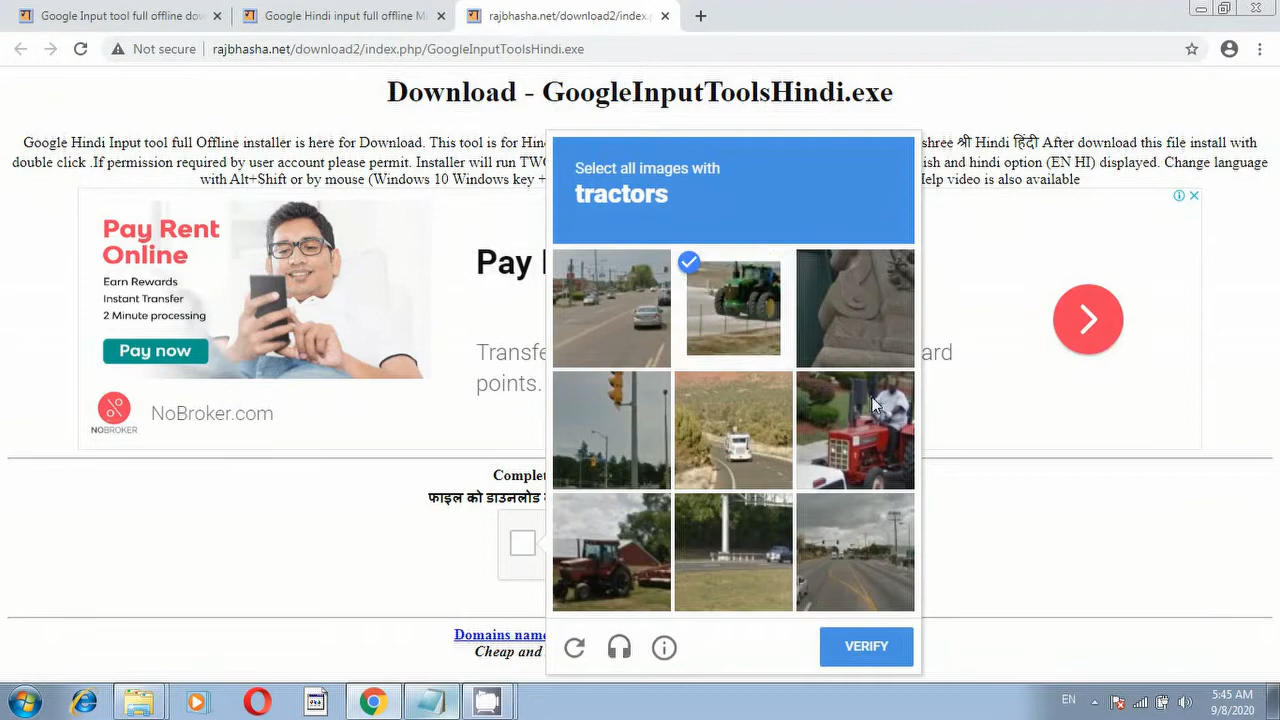 Input tool full offline dow
Google Hindi input full offline M
rajbhasha.net/download2/index.
Not secure
rajbhasha.net/download2/index.php/GoogleInputToolsHindi.exe
Download - GoogleInputToolsHindi.exe
Google Hindi Input tool full Offline installer is here for Download. This tool is for Hin
shree श्री Hindi हिंदी After download this file install with
double click .If permission required by user account please permit. Installer will run TWO
ish and hindi option (EN HI) displayed. Change language
with Alt+Shift or by mouse (Windows 10 Windows key +
Help video is also available
Pay Rent
Online
Earn Rewards
Instant Transfer
2 Minute processing
Pay now
NOBROKER
NoBroker.com
Pay
Transfe
ard
points.
Select all images with
tractors
Complet
फाइल को डाउनलोड
Domains name
Cheap and
VERIFY
EN
5:45 AM
9/8/2020